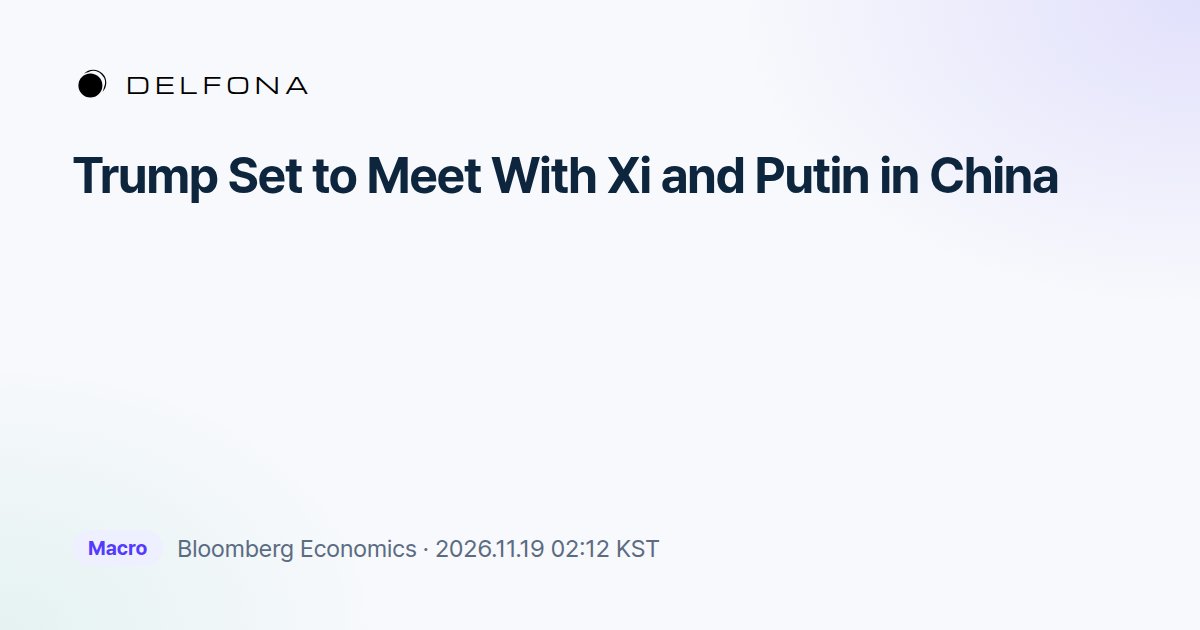 DELFONA
Trump Set to Meet With Xi and Putin in China
Macro Bloomberg Economics · 2026.11.19 02:12 KST